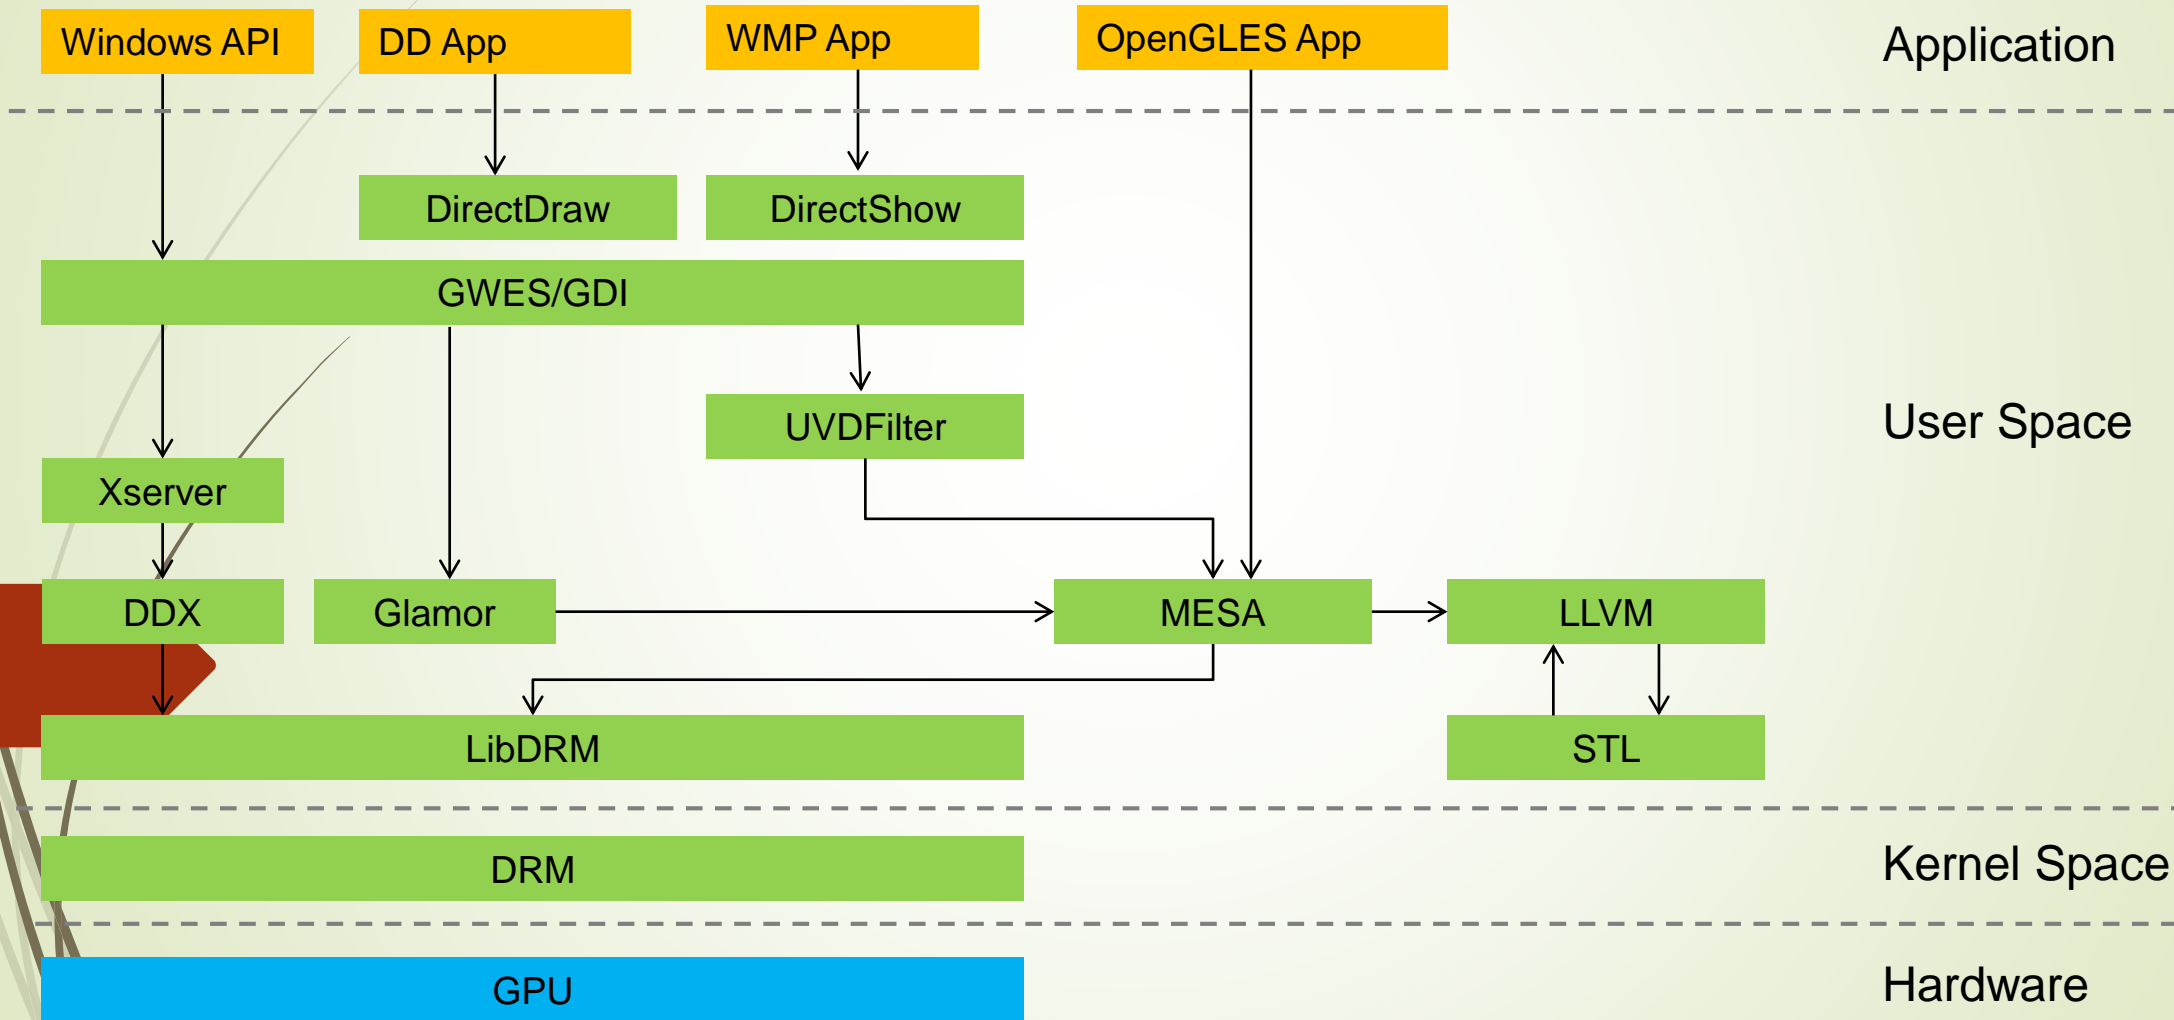 Windows API
DD App
WMP App
OpenGLES App
Application
DirectDraw
DirectShow
GWES/GDI
UVDFilter
User Space
Xserver
DDX
Glamor
MESA
LLVM
LibDRM
STL
DRM
Kernel Space
GPU
Hardware